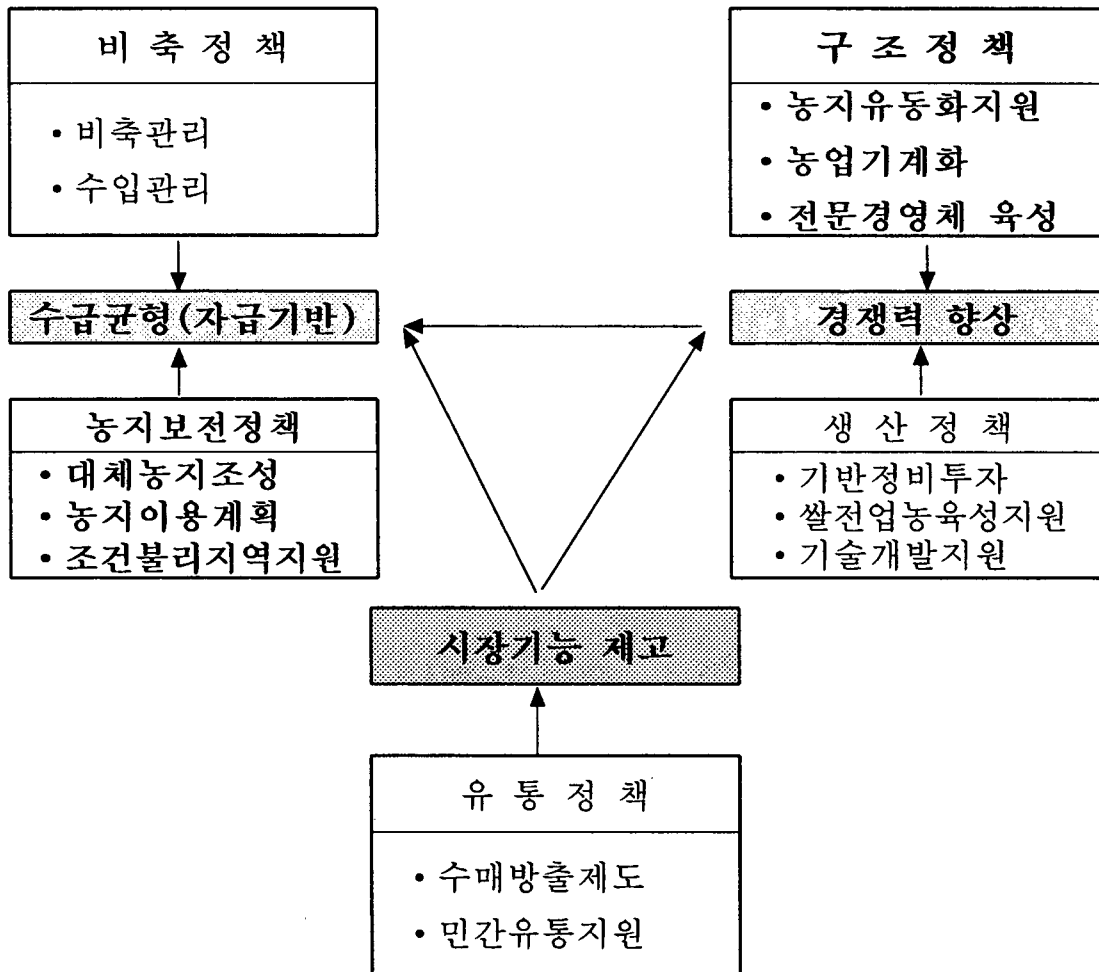 비 축 정 책
• 비축관리
• 수입관리
구 조 정 책
• 농지유동화지원
• 농업기계화
• 전문경영체 육성
수급균형(자급기반)
경쟁력 향상
농지보전정책
• 대체농지조성
• 농지이용계획
• 조건불리지역지원
생 산 정 책
• 기반정비투자
• 쌀전업농육성지원
• 기술개발지원
시장기능 제고
유 통 정 책
• 수매방출제도
• 민간유통지원